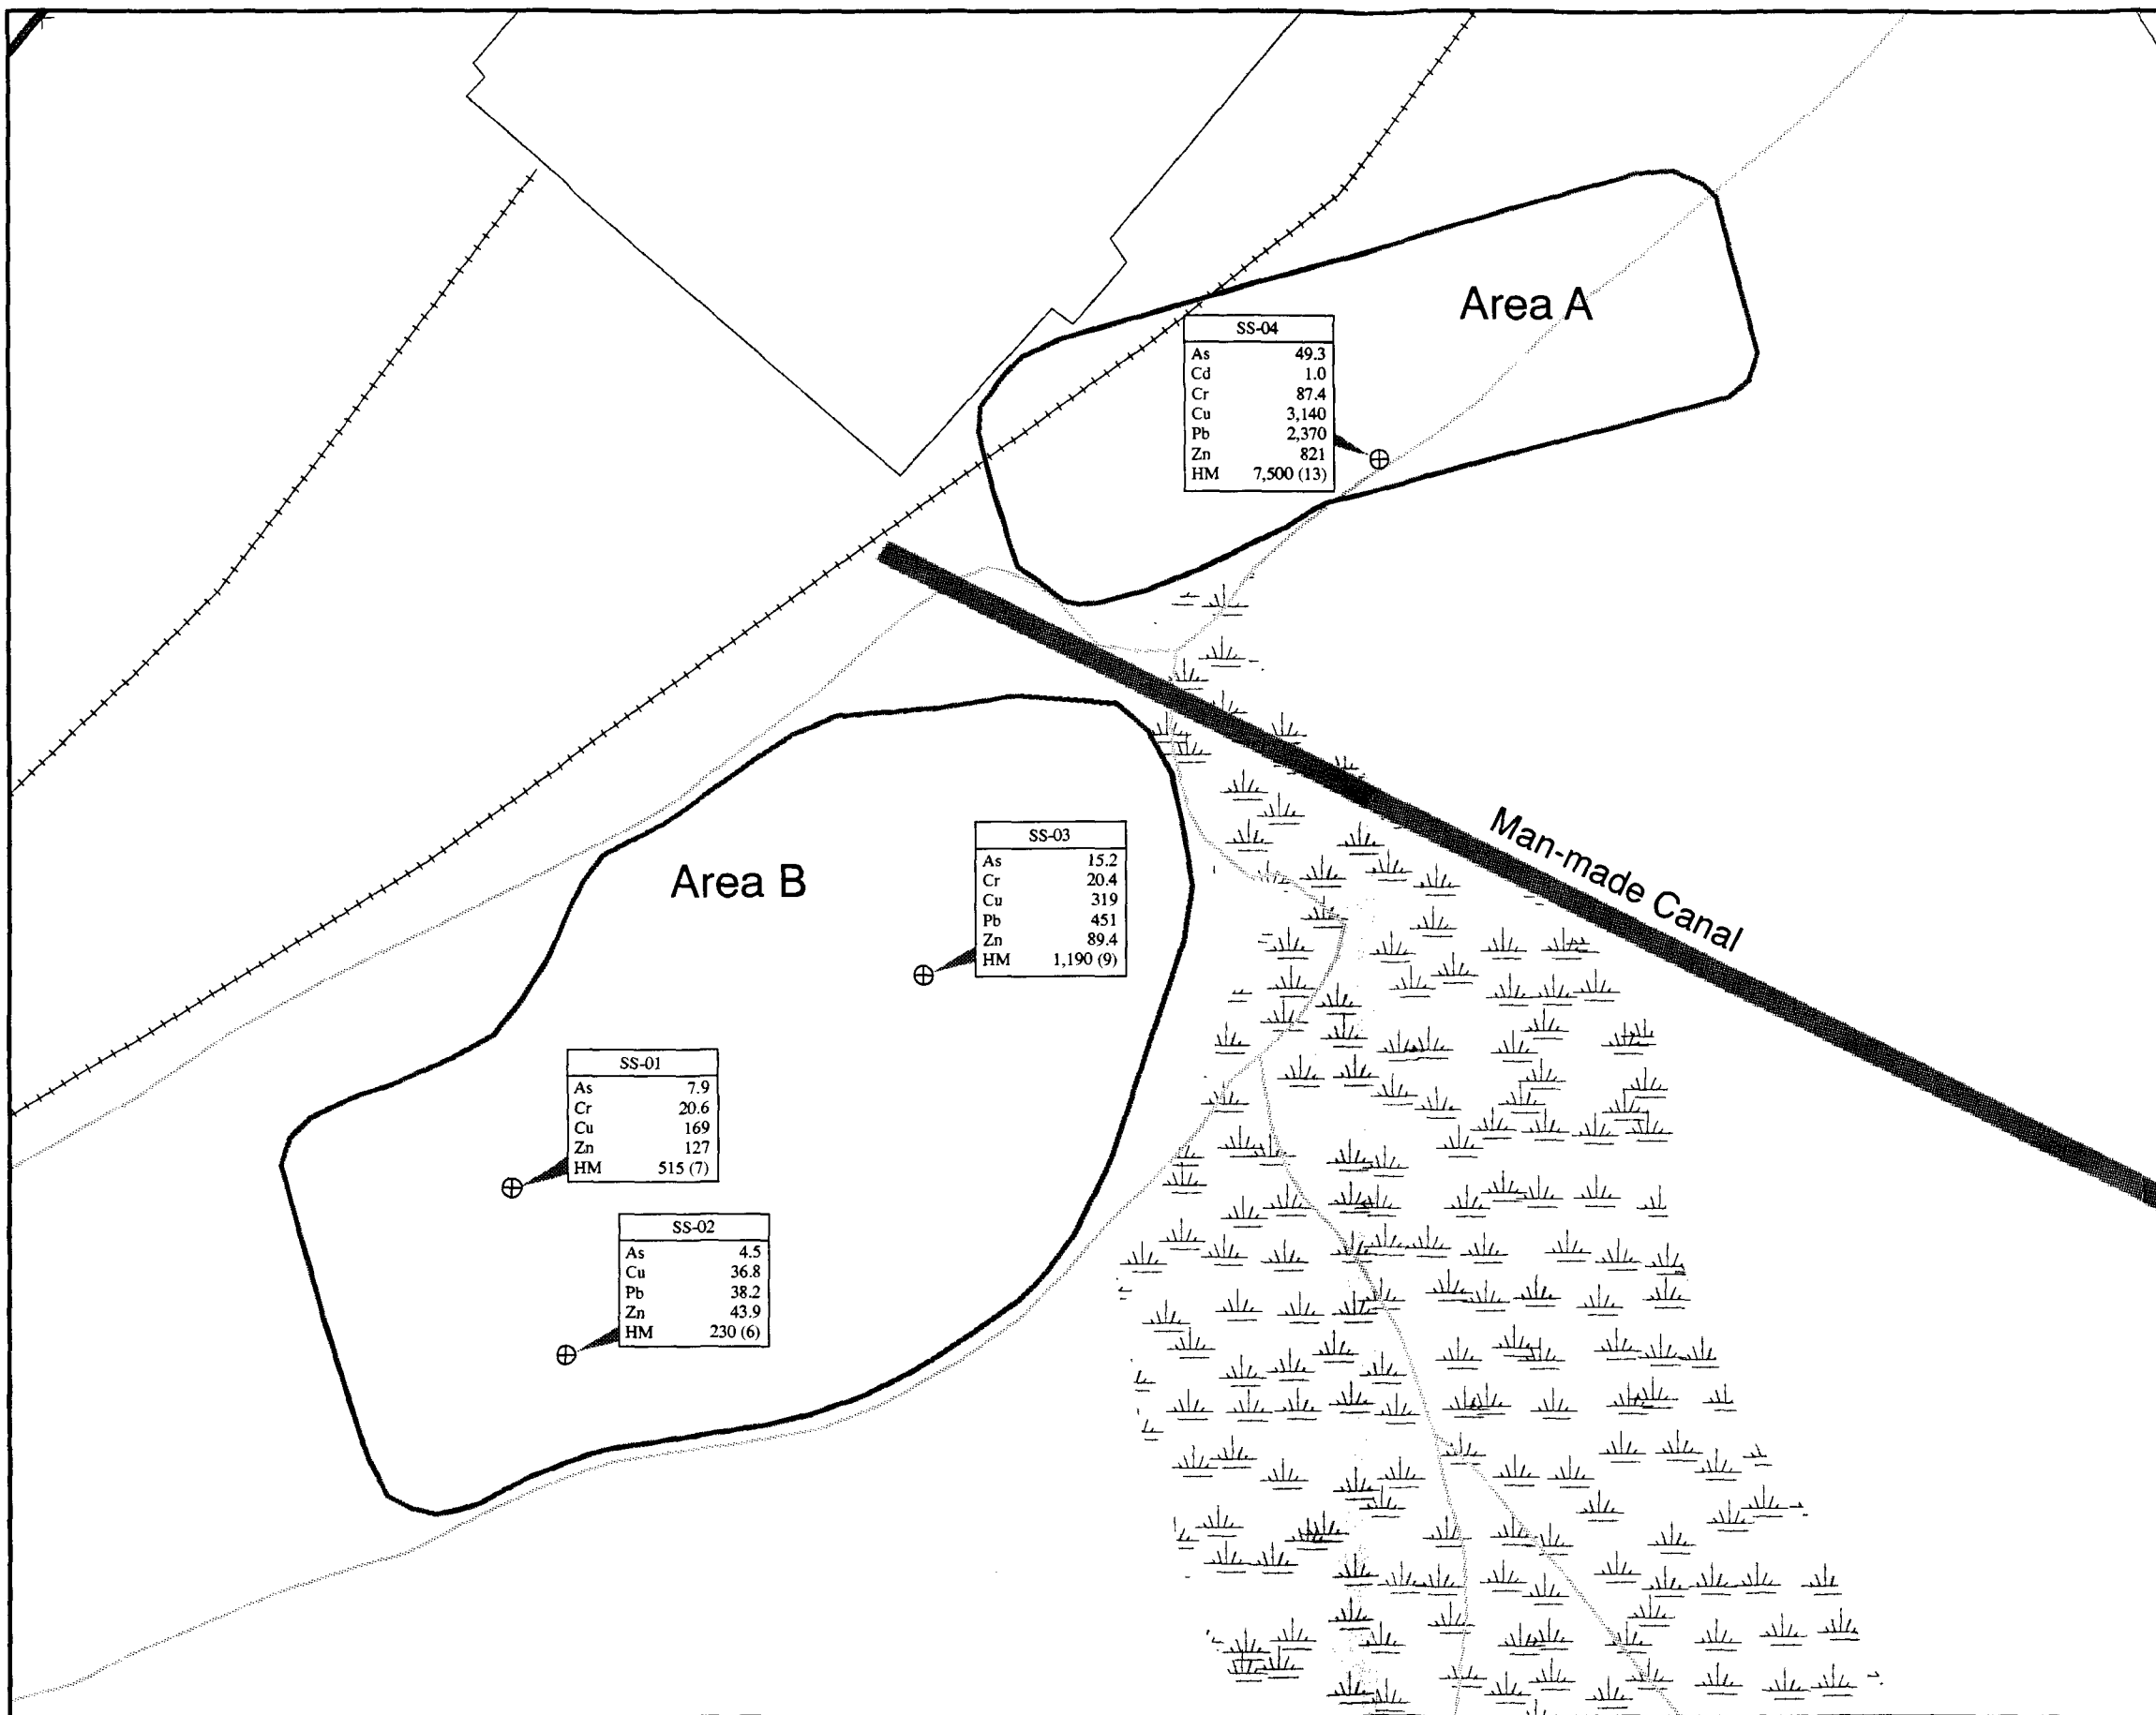 Area A
SS-04
As 49.3
Cd 1.0
Cr 87.4
Cu 3,140
Pb 2,370
Zn 821
HM 7,500 (13)
Man-made Canal
Area B
SS-03
As 15.2
Cr 20.4
Cu 319
Pb 451
Zn 89.4
HM 1,190 (9)
SS-01
As 7.9
Cr 20.6
Cu 169
Zn 127
HM 515 (7)
SS-02
As 4.5
Cu 36.8
Pb 38.2
Zn 43.9
HM 230 (6)